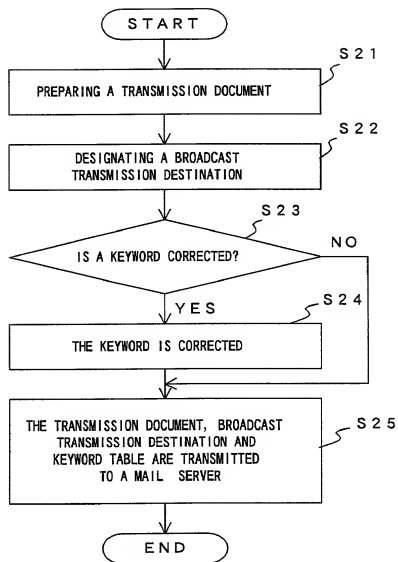 START
S21
PREPARING A TRANSMISSION DOCUMENT
S22
DESIGNATING A BROADCAST
TRANSMISSION DESTINATION
S23
IS A KEYWORD CORRECTED?
NO
YES
S24
THE KEYWORD IS CORRECTED
THE TRANSMISSION DOCUMENT, BROADCAST
TRANSMISSION DESTINATION AND
KEYWORD TABLE ARE TRANSMITTED
TO A MAIL SERVER
S25
END